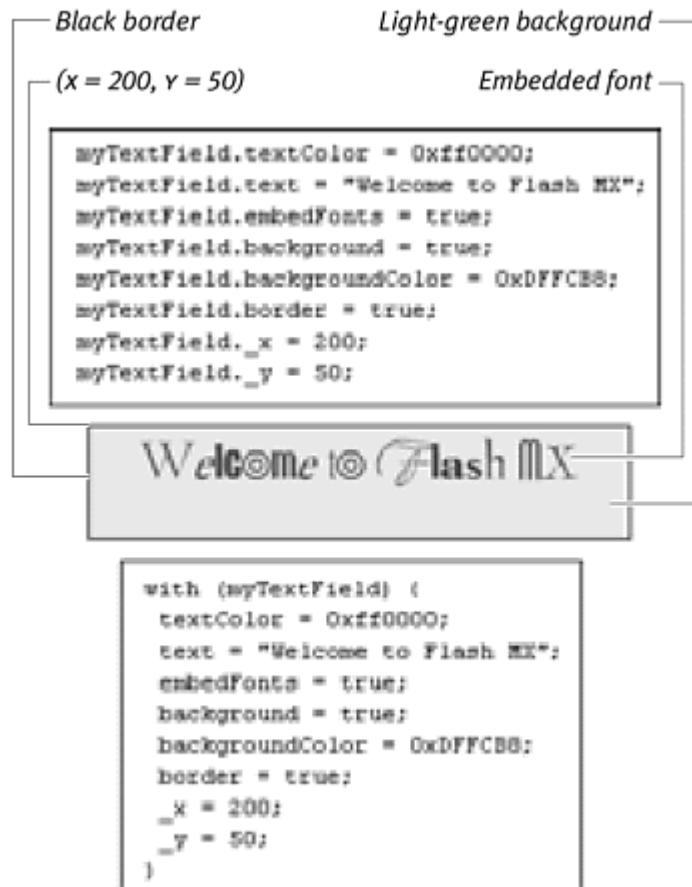 Black border Light-green background
(x = 200, Y = 50) Embedded font
myTextField.textColor = 0xff0000;
myTextField.text = "Welcome to Flash MX";
myTextField.embedFonts = true;
myTextField.background = true;
myTextField.backgroundColor = 0xDFFCB8;
myTextField.border = true;
myTextField._x = 200;
myTextField._y = 50;
Welcome to Flash MX
with (myTextField) {
textColor = 0xff0000;
text = "Welcome to Flash MX";
embedFonts = true;
background = true;
backgroundColor = 0xDFFCB8;
border = true;
_x = 200;
_y = 50;
}